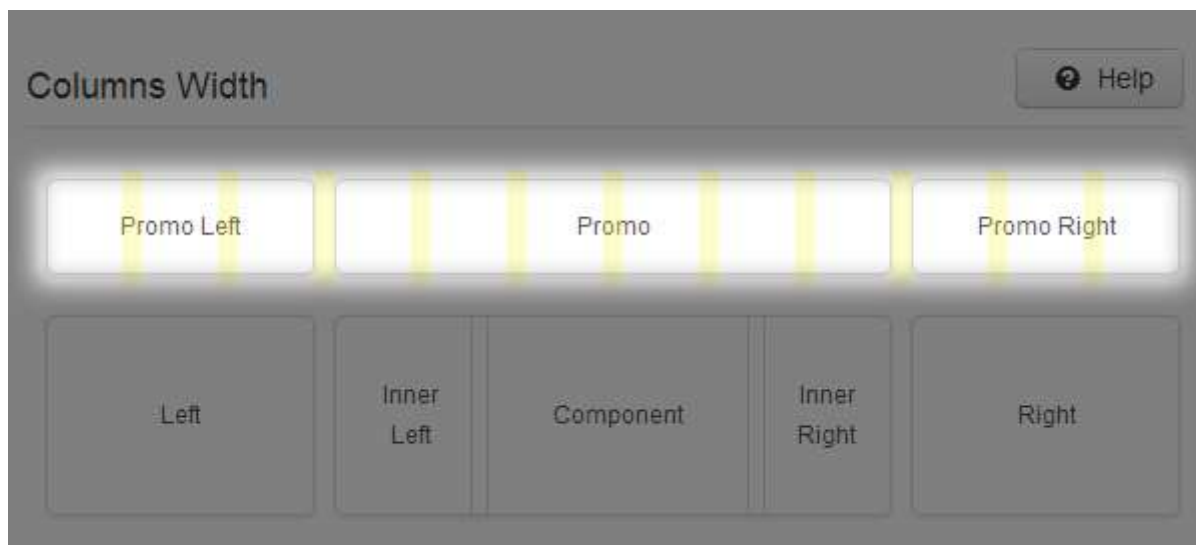 Columns Width
Help
Promo Left
Promo
Promo Right
Left
Inner
Left
Component
Inner
Right
Right